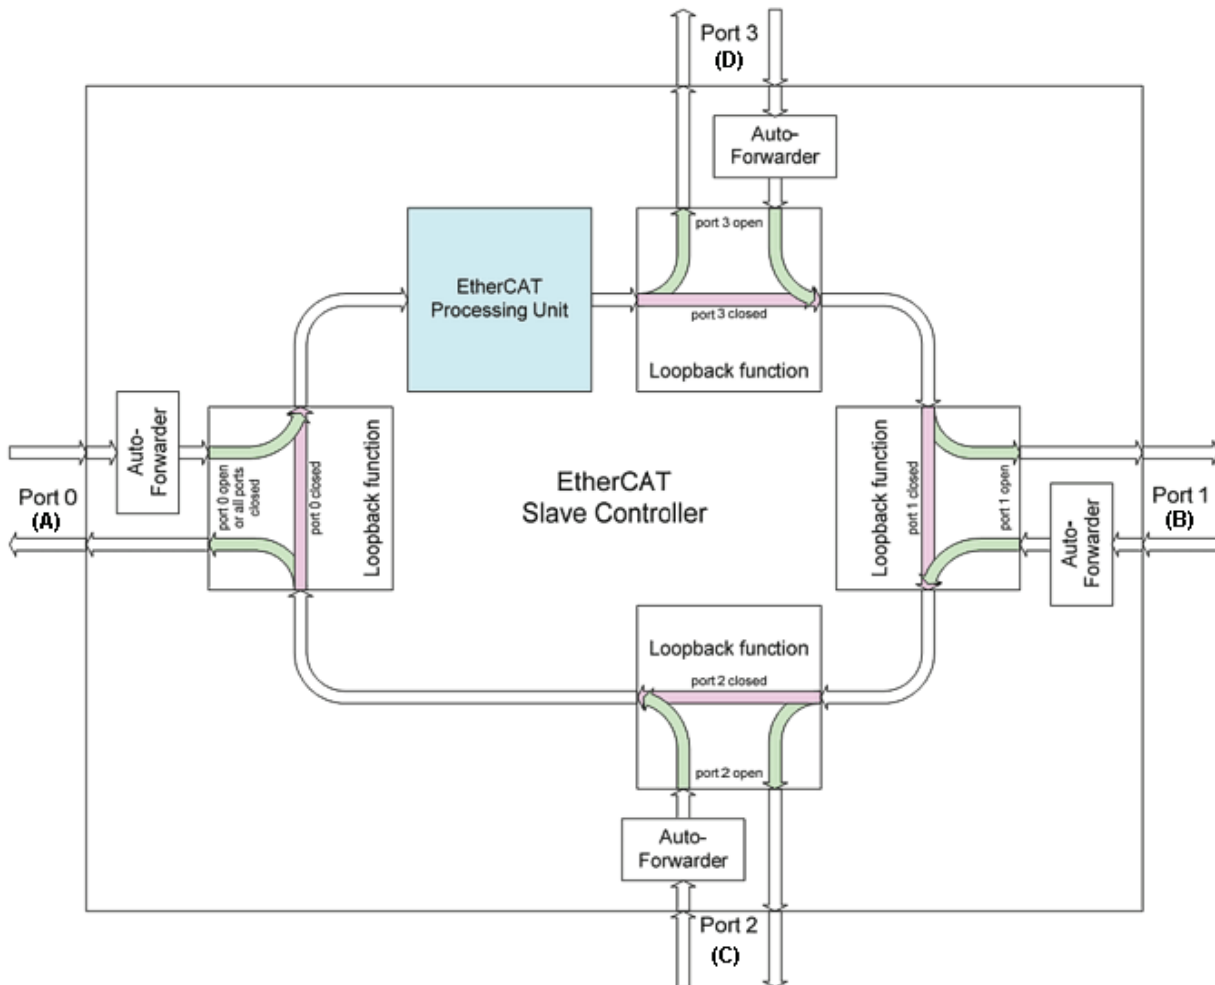 Port 3
(D)
Auto-
Forwarder
port 3 open
EtherCAT
Processing Unit
port 3 closed
Loopback function
Auto-
Forwarder
port 0 open
or all ports
closed
port 0 closed
Loopback function
Port 0
(A)
EtherCAT
Slave Controller
Loopback function
port 1 closed
port 1 open
Auto-
Forwarder
Port 1
(B)
Loopback function
port 2 closed
port 2 open
Auto-
Forwarder
Port 2
(C)